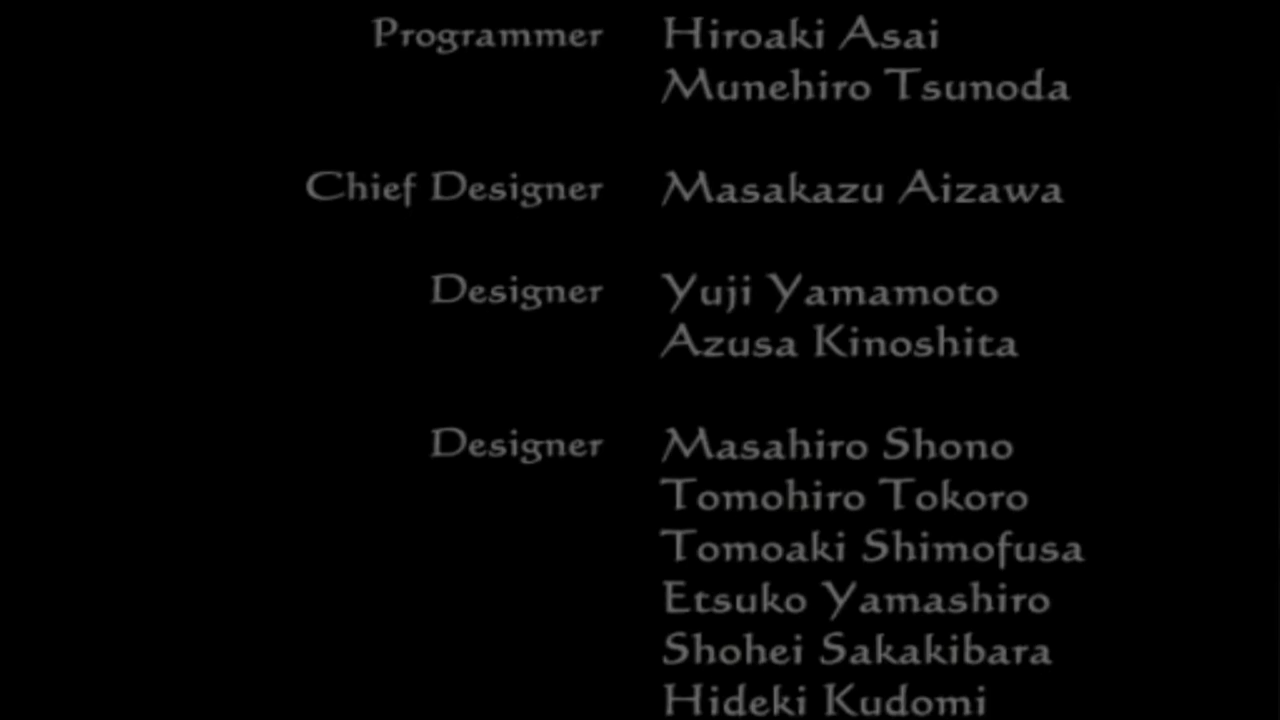 Programmer Hiroaki Asai
Munehiro Tsunoda
Chief Designer Masakazu Aizawa
Designer Yuji Yamamoto
Azusa Kinoshita
Designer Masahiro Shono
Tomohiro Tokoro
Tomoaki Shimofusa
Etsuko Yamashiro
Shohei Sakakibara
Hideki Kudomi